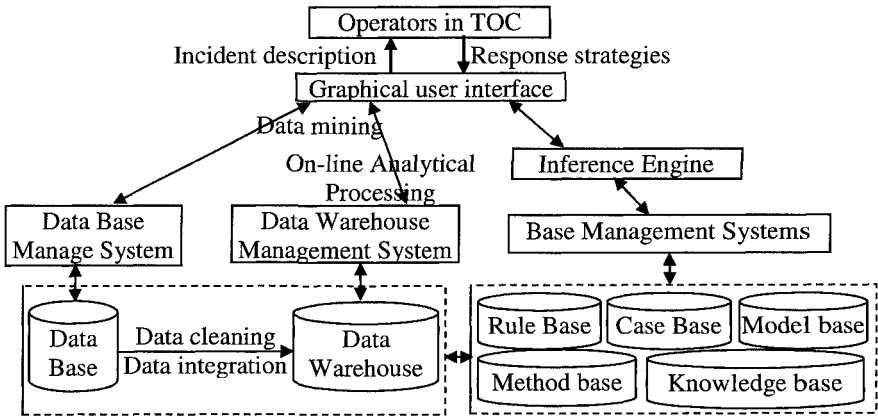 Operators in TOC
Incident description
Response strategies
Graphical user interface
Data mining
On-line Analytical
Processing
Inference Engine
Data Base
Manage System
Data Warehouse
Management System
Base Management Systems
Data
Base
Data cleaning
Data integration
Data
Warehouse
Rule Base
Case Base
Model base
Method base
Knowledge base